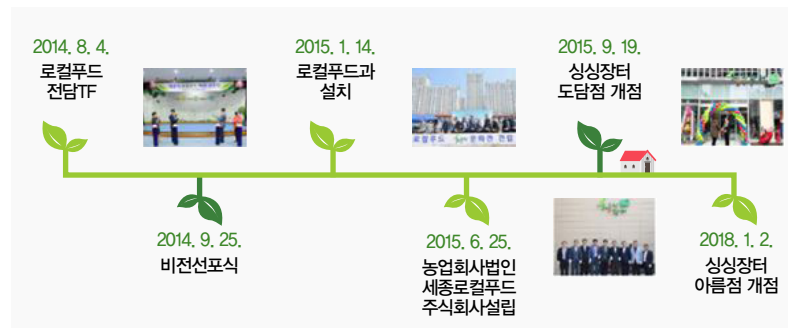 2014. 8. 4.
로컬푸드
전담TF
2014. 9. 25.
비전선포식
2015. 1. 14.
로컬푸드과
설치
2015. 6. 25.
농업회사법인
세종로컬푸드
주식회사설립
2015. 9. 19.
싱싱장터
도담점 개점
2018. 1. 2.
싱싱장터
아름점 개점